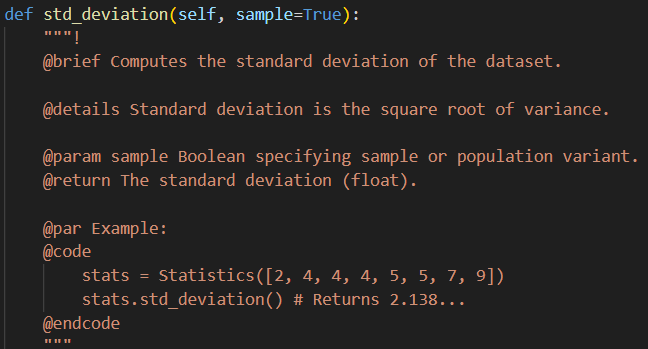 def std_deviation(self, sample=True):
"""!
@brief Computes the standard deviation of the dataset.
@details Standard deviation is the square root of variance.
@param sample Boolean specifying sample or population variant.
@return The standard deviation (float).
@par Example:
@code
stats = Statistics([2, 4, 4, 4, 5, 5, 7, 9])
stats.std_deviation() # Returns 2.138...
@endcode
"""